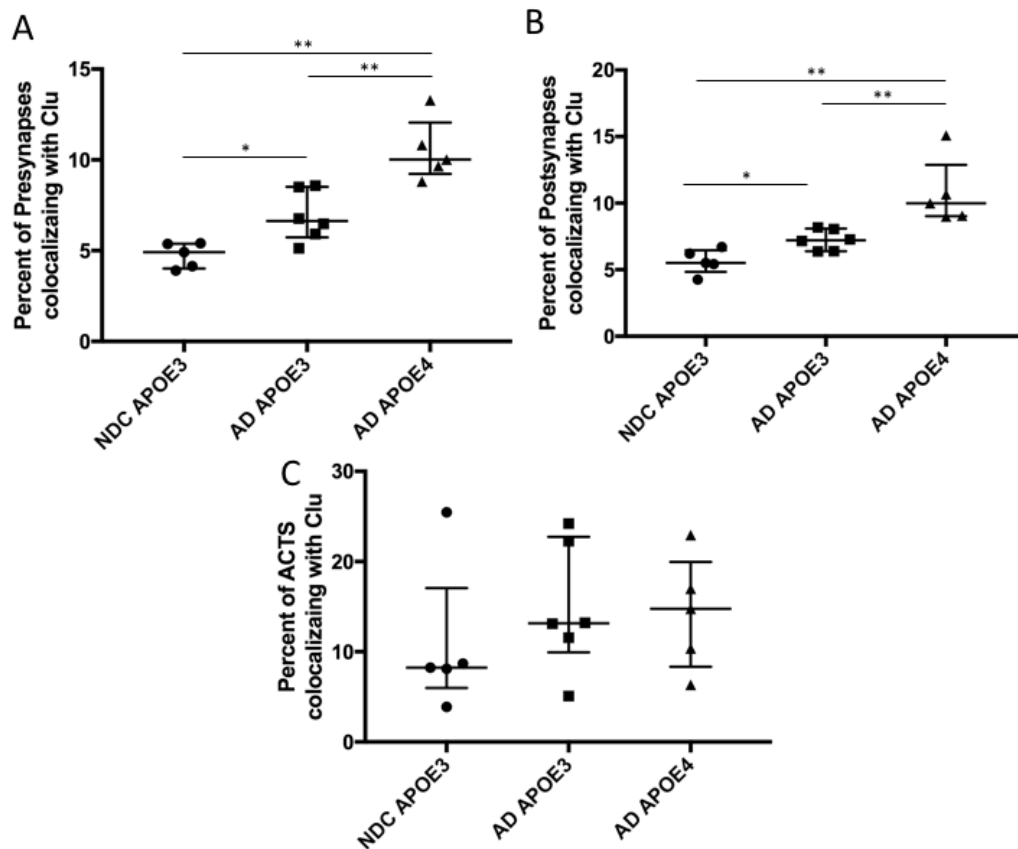 A
Percent of Presynapses
colocalizaing with Clu
15
10
5
0
**
**
*
NDC APOE3
AD APOE3
AD APOE4
B
Percent of Postsynapses
colocalizaing with Clu
20
15
10
5
0
**
**
*
NDC APOE3
AD APOE3
AD APOE4
C
Percent of ACTS
colocalizaing with Clu
30
20
10
0
NDC APOE3
AD APOE3
AD APOE4